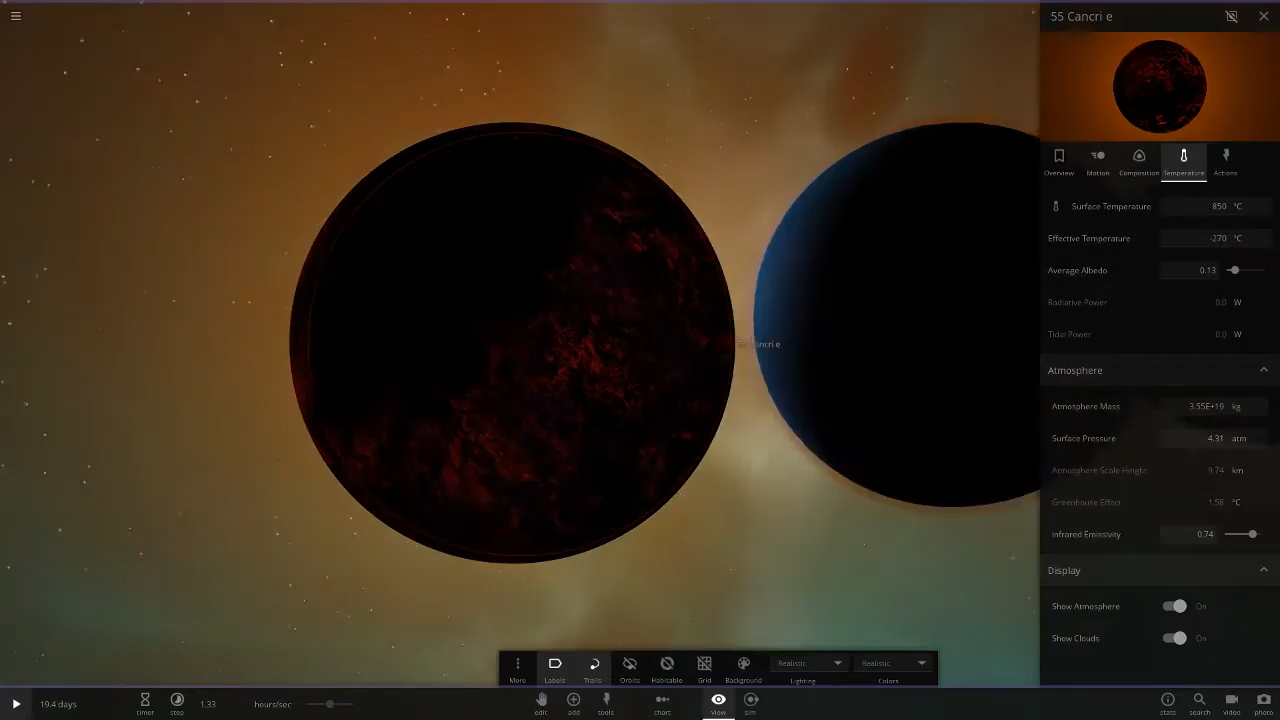 55 Cancri e
Overview
Motion
Composition
Temperature
Actions
Surface Temperature 850 °C
Effective Temperature -270 °C
Average Albedo 0.13
Radiative Power 0.0 W
Tidal Power 0.0 W
Atmosphere
Atmosphere Mass 3.55E+19 kg
Surface Pressure 4.31 atm
Atmosphere Scale Height 9.74 km
Greenhouse Effect 1.58 °C
Infrared Emissivity 0.74
Display
Show Atmosphere On
Show Clouds On
55 Cancri e
More
Labels
Trails
Orbits
Habitable
Grid
Background
Realistic
Lighting
Realistic
Colors
19.4 days
timer
step
1.33
hours/sec
edit
add
tools
chart
view
sim
stats
search
video
photo